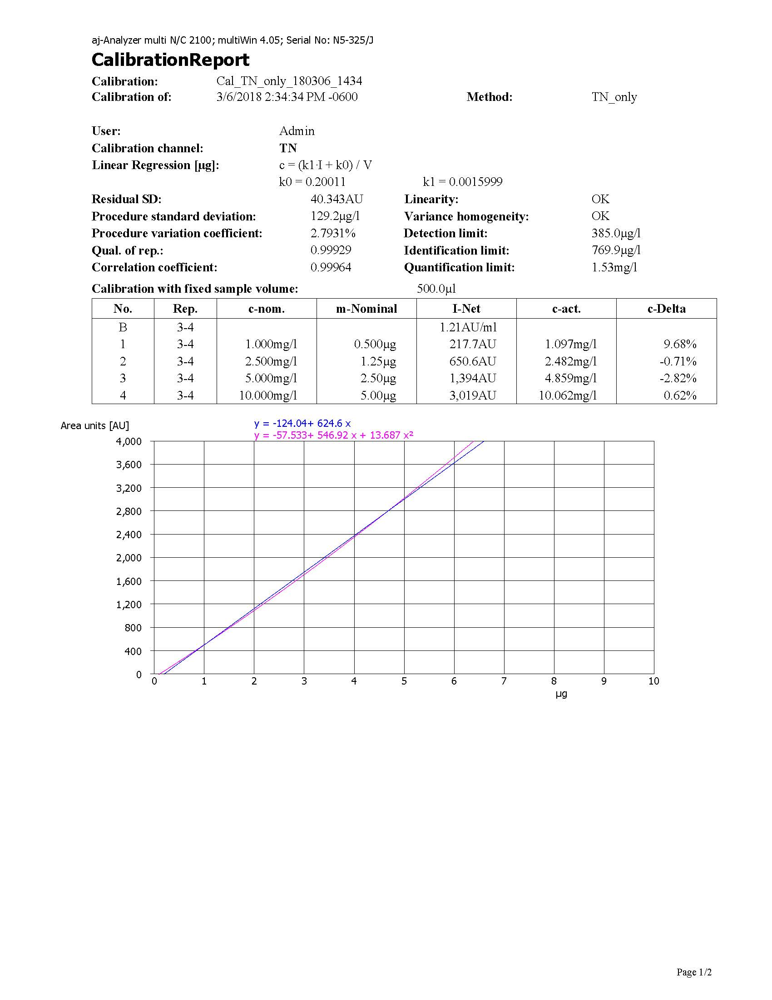 aj-Analyzer multi N/C 2100; multiWin 4.05; Serial No: N5-325/J
CalibrationReport
Calibration: Cal_TN_only_180306_1434
Calibration of: 3/6/2018 2:34:34 PM -0600 Method: TN_only
User: Admin
Calibration channel: TN
Linear Regression [µg]: c = (k1·I + k0) / V
k0 = 0.20011 k1 = 0.0015999
Residual SD: 40.343AU Linearity: OK
Procedure standard deviation: 129.2µg/l Variance homogeneity: OK
Procedure variation coefficient: 2.7931% Detection limit: 385.0µg/l
Qual. of rep.: 0.99929 Identification limit: 769.9µg/l
Correlation coefficient: 0.99964 Quantification limit: 1.53mg/l
Calibration with fixed sample volume: 500.0µl
No. Rep. c-nom. m-Nominal I-Net c-act. c-Delta
B 3-4 1.21AU/ml
1 3-4 1.000mg/l 0.500µg 217.7AU 1.097mg/l 9.68%
2 3-4 2.500mg/l 1.25µg 650.6AU 2.482mg/l -0.71%
3 3-4 5.000mg/l 2.50µg 1,394AU 4.859mg/l -2.82%
4 3-4 10.000mg/l 5.00µg 3,019AU 10.062mg/l 0.62%
Area units [AU] y = -124.04+ 624.6 x
y = -57.533+ 546.92 x + 13.687 x²
4,000
3,600
3,200
2,800
2,400
2,000
1,600
1,200
800
400
0
0 1 2 3 4 5 6 7 8 9 10
µg
Page 1/2